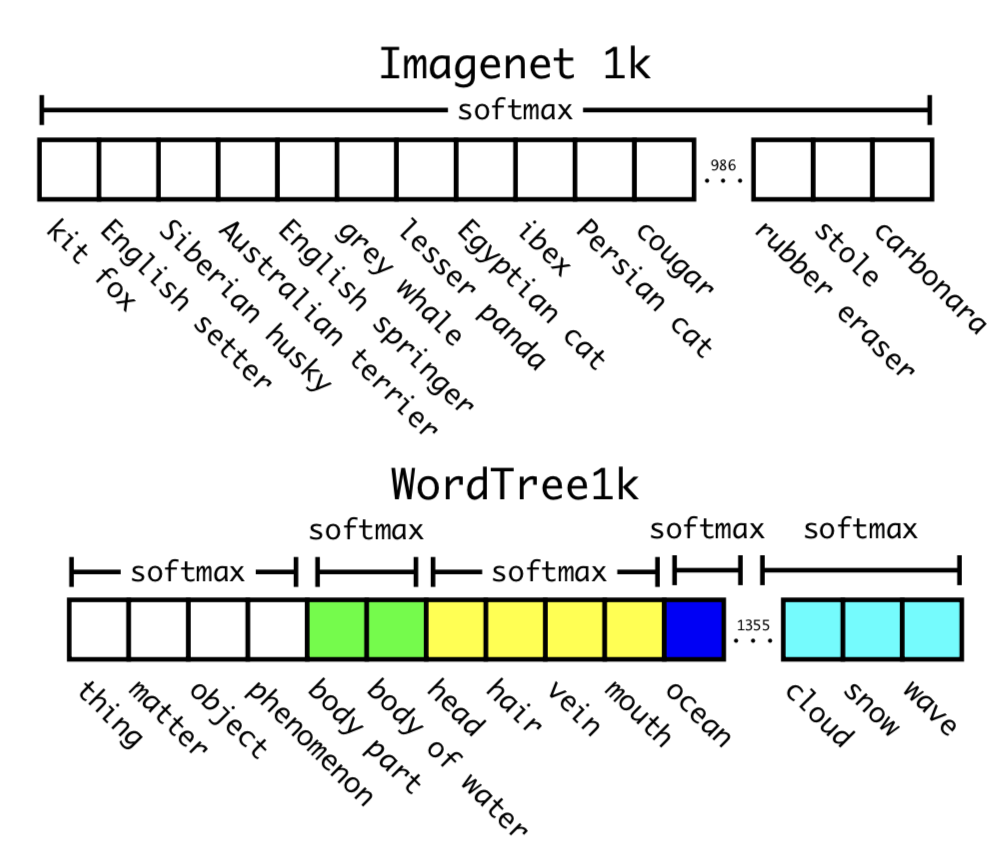 Imagenet 1k
softmax
986
...
kit fox
English setter
Siberian husky
Australian terrier
English springer
grey whale
lesser panda
Egyptian cat
ibex
Persian cat
cougar
rubber eraser
stole
carbonara
WordTree1k
softmax
softmax
softmax
softmax
softmax
1355
...
thing
matter
object
phenomenon
body part
body of water
head
hair
vein
mouth
ocean
cloud
snow
wave